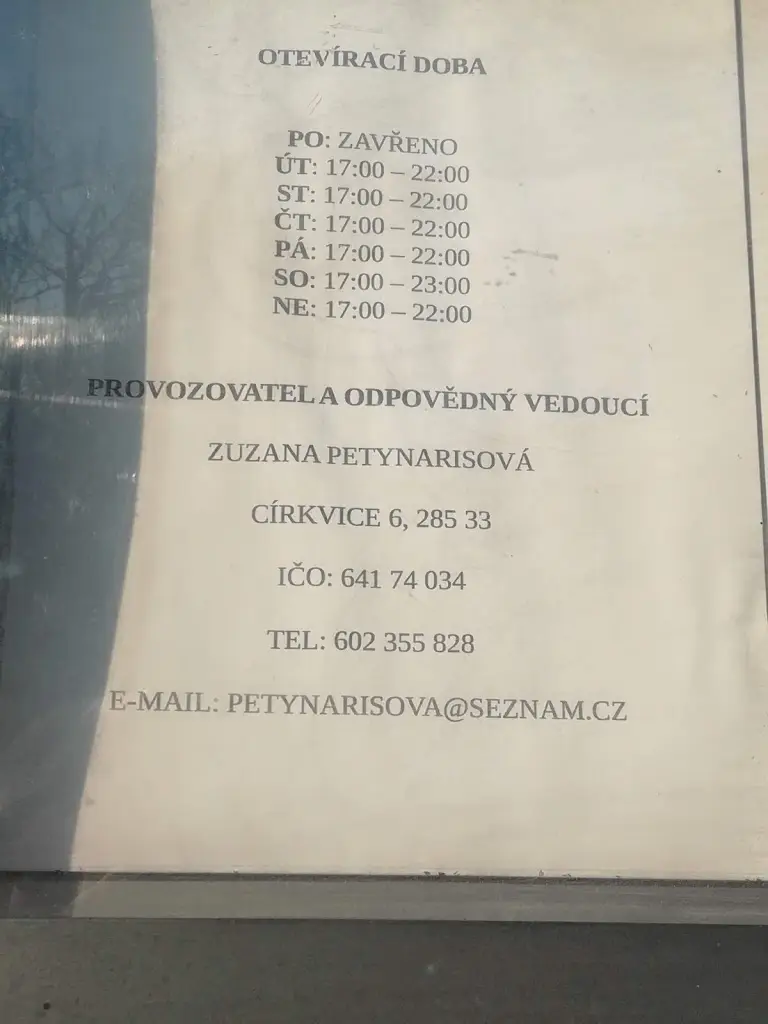 OTEVÍRACÍ DOBA
PO: ZAVŘENO
ÚT: 17:00 – 22:00
ST: 17:00 – 22:00
ČT: 17:00 – 22:00
PÁ: 17:00 – 22:00
SO: 17:00 – 23:00
NE: 17:00 – 22:00
PROVOZOVATEL A ODPOVĚDNÝ VEDOUCÍ
ZUZANA PETYNARISOVÁ
CÍRKVICE 6, 285 33
IČO: 641 74 034
TEL: 602 355 828
E-MAIL: PETYNARISOVA@SEZNAM.CZ